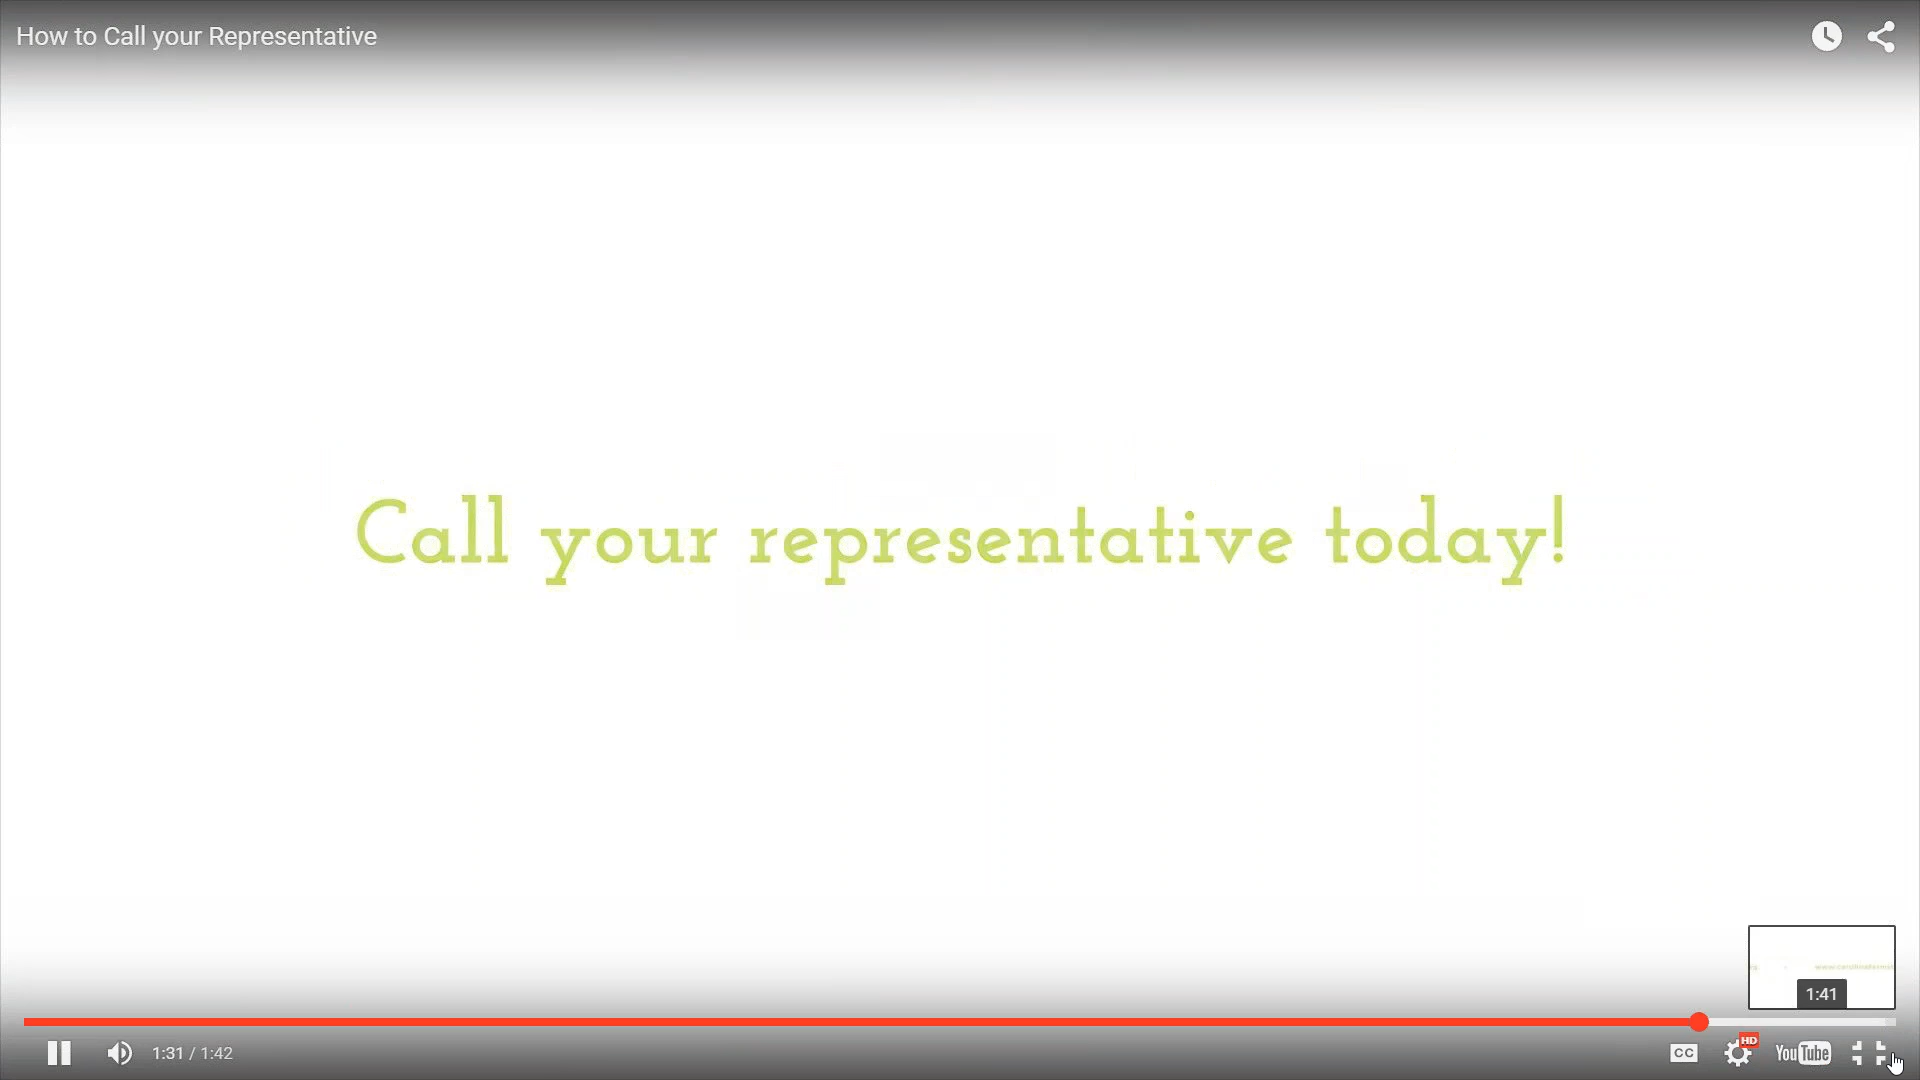 How to Call your Representative
Call your representative today!
1:41
1:31 / 1:42
CC
HD
YouTube